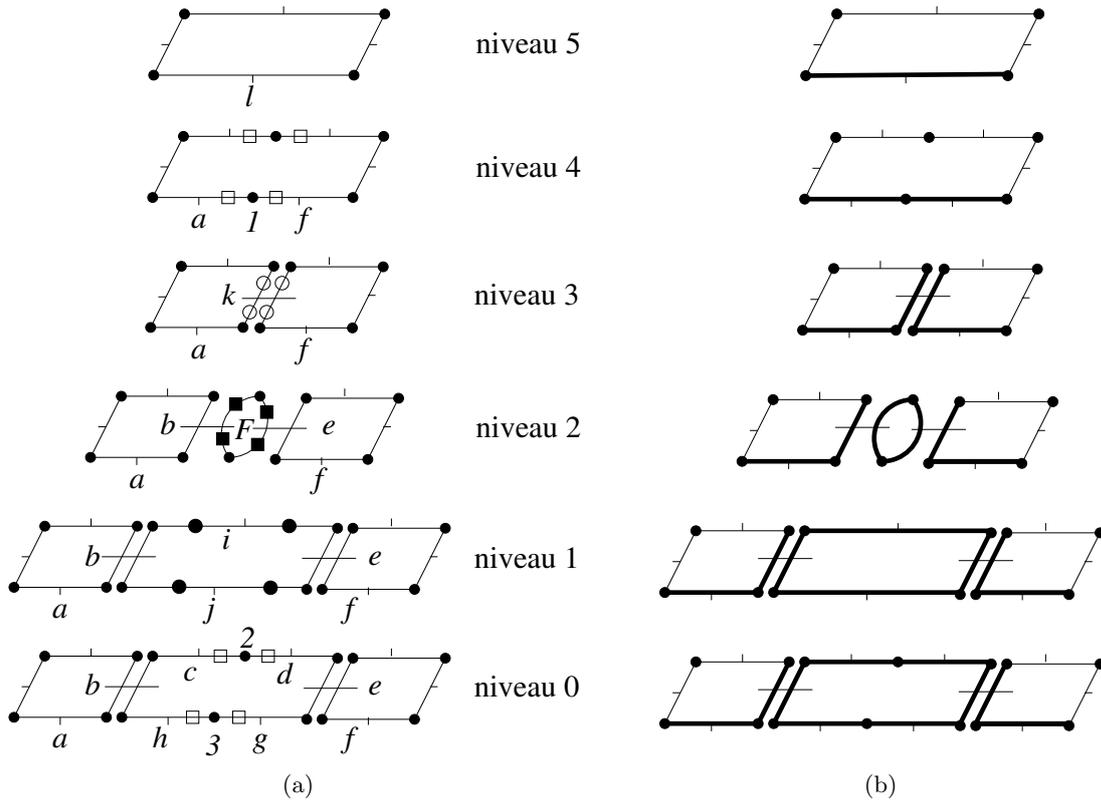 niveau 5
l
niveau 4
a 1 f
niveau 3
k
a f
niveau 2
b F e
a f
niveau 1
b i e
a j f
2
niveau 0
b c d e
a h 3 g f
(a) (b)